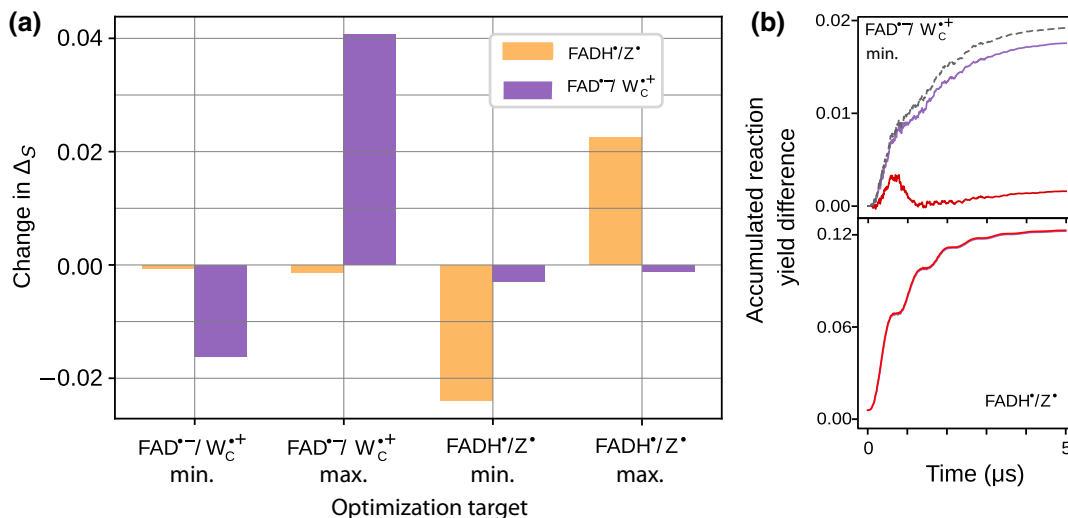 (a)
Change in Δ_S
0.04
0.02
0.00
−0.02
FADH•/Z•
FAD•−/ W_C•+
FAD•−/ W_C•+
min.
FAD•−/ W_C•+
max.
FADH•/Z•
min.
FADH•/Z•
max.
Optimization target
(b)
Accumulated reaction
yield difference
0.02
0.01
0.00
FAD•−/ W_C•+
min.
0.12
0.06
0.00
FADH•/Z•
0
5
Time (μs)